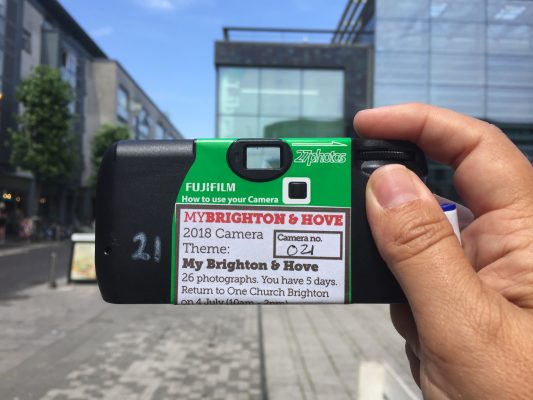 27photos
FUJIFILM
How to use your Camera
MYBRIGHTON & HOVE
2018 Camera
Theme:
Camera no.
021
My Brighton & Hove
26 photographs. You have 5 days.
Return to One Church Brighton
on 4 July (10am - 2pm)
21